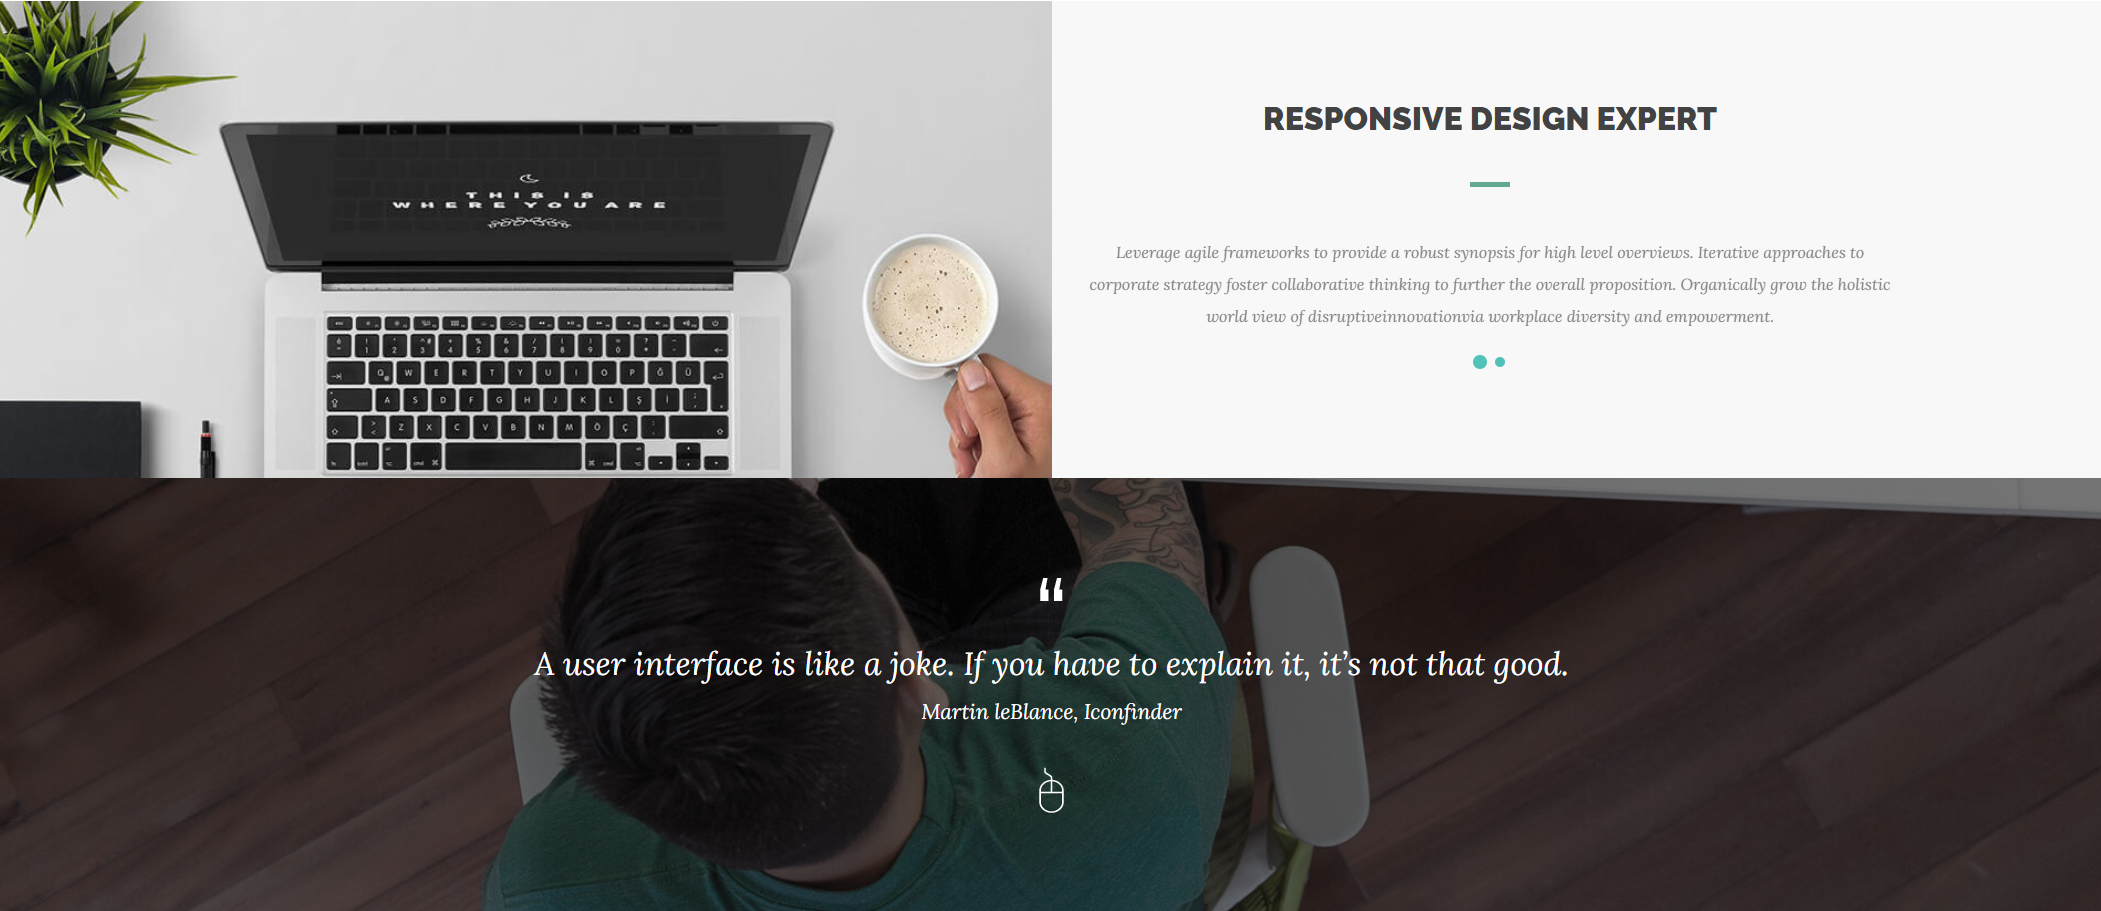 THIS IS
WHERE YOU ARE
RESPONSIVE DESIGN EXPERT
Leverage agile frameworks to provide a robust synopsis for high level overviews. Iterative approaches to
corporate strategy foster collaborative thinking to further the overall proposition. Organically grow the holistic
world view of disruptiveinnovationvia workplace diversity and empowerment.
Q W E R T Y U I O P Ğ Ü
A S D F G H J K L Ş İ
Z X C V B N M Ö Ç
“
A user interface is like a joke. If you have to explain it, it’s not that good.
Martin leBlance, Iconfinder